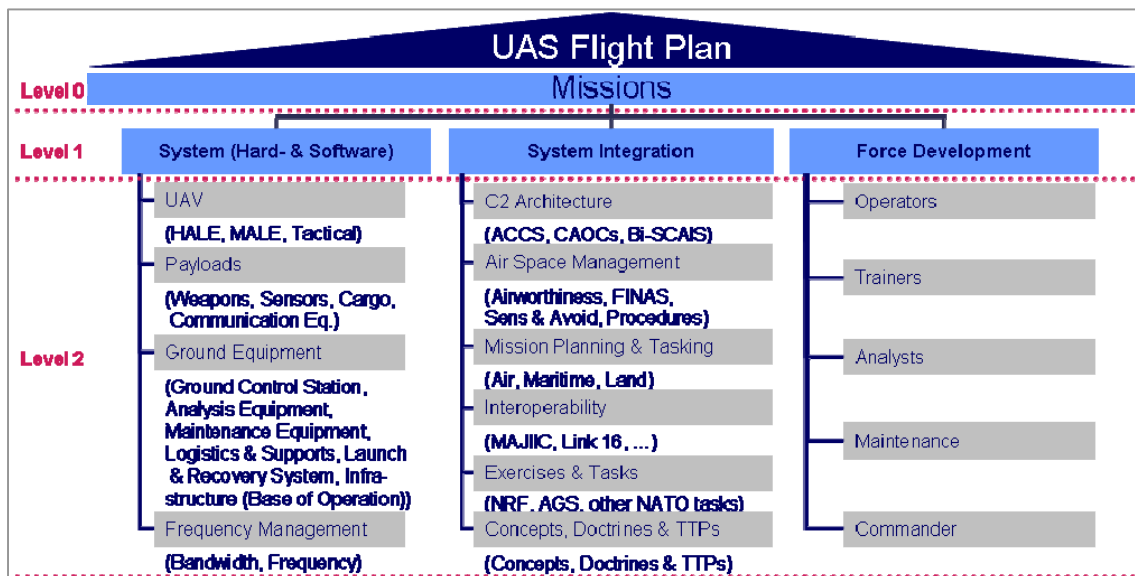 UAS Flight Plan
Level 0
Missions
Level 1
System (Hard- & Software)
System Integration
Force Development
Level 2
UAV
(HALE, MALE, Tactical)
Payloads
(Weapons, Sensors, Cargo,
Communication Eq.)
Ground Equipment
(Ground Control Station,
Analysis Equipment,
Maintenance Equipment,
Logistics & Supports, Launch
& Recovery System, Infra-
structure (Base of Operation))
Frequency Management
(Bandwidth, Frequency)
C2 Architecture
(ACCS, CAOCs, Bi-SCAIS)
Air Space Management
(Airworthiness, FINAS,
Sens & Avoid, Procedures)
Mission Planning & Tasking
(Air, Maritime, Land)
Interoperability
(MAJIIC, Link 16, ...)
Exercises & Tasks
(NRF, AGS, other NATO tasks)
Concepts, Doctrines & TTPs
(Concepts, Doctrines & TTPs)
Operators
Trainers
Analysts
Maintenance
Commander